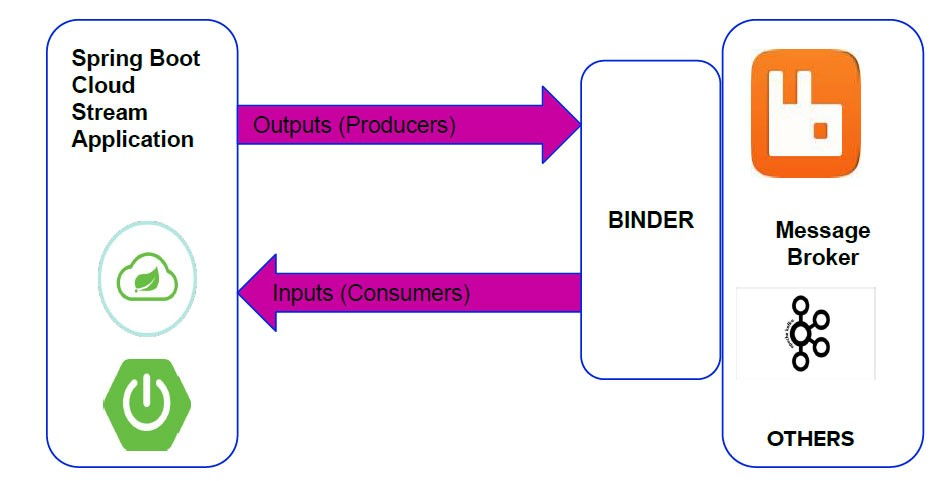 Spring Boot
Cloud
Stream
Application
Outputs (Producers)
Inputs (Consumers)
BINDER
Message
Broker
OTHERS